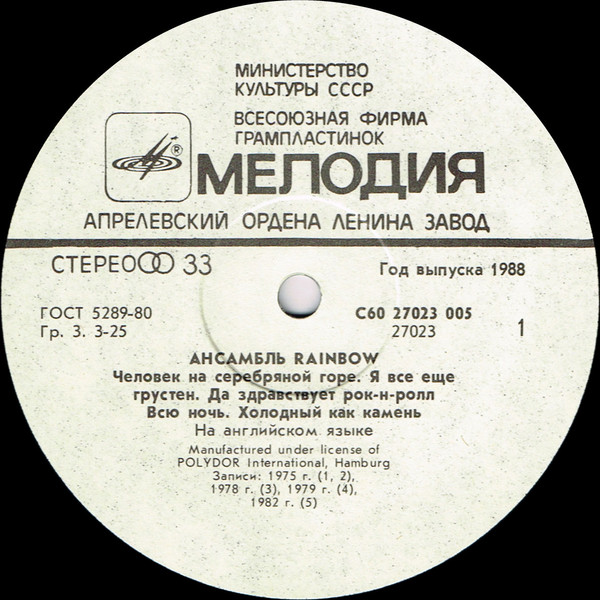 МИНИСТЕРСТВО
КУЛЬТУРЫ СССР
ВСЕСОЮЗНАЯ ФИРМА
ГРАМПЛАСТИНОК
®
МЕЛОДИЯ
АПРЕЛЕВСКИЙ ОРДЕНА ЛЕНИНА ЗАВОД
СТЕРЕО 33
Год выпуска 1988
ГОСТ 5289-80
Гр. 3. 3-25
С60 27023 005
27023
1
АНСАМБЛЬ RAINBOW
Человек на серебряной горе. Я все еще
грустен. Да здравствует рок-н-ролл
Всю ночь. Холодный как камень
На английском языке
Manufactured under license of
POLYDOR International, Hamburg
Записи: 1975 г. (1, 2),
1978 г. (3), 1979 г. (4),
1982 г. (5)